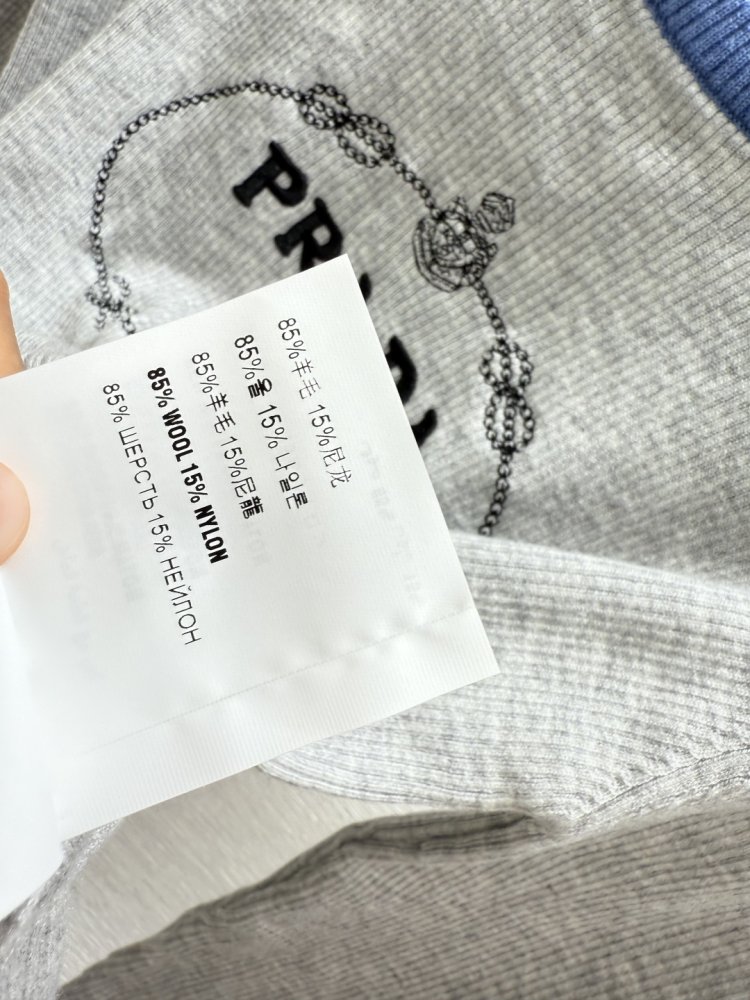 PR
85%羊毛 15%尼龙
85%울 15%나일론
85%羊毛 15%尼龍
85% WOOL 15% NYLON
85% ШЕРСТЬ 15% НЕЙЛОН